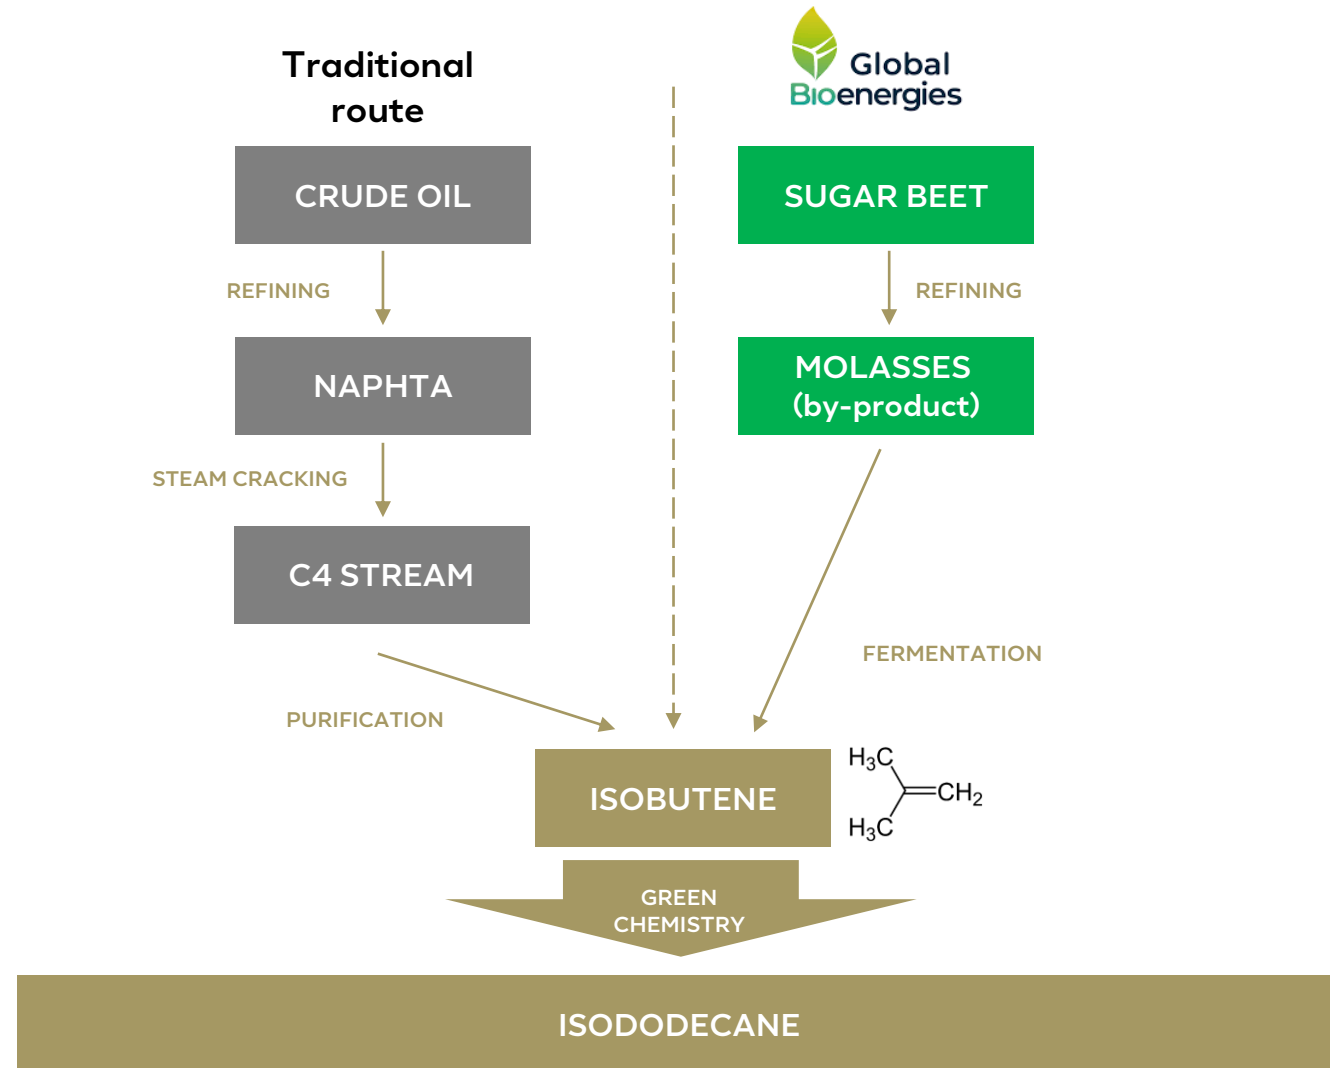 Traditional
route
Global
Bioenergies
CRUDE OIL
SUGAR BEET
REFINING
REFINING
NAPHTA
MOLASSES
(by-product)
STEAM CRACKING
C4 STREAM
FERMENTATION
PURIFICATION
ISOBUTENE
H₃C
CH₂
H₃C
GREEN
CHEMISTRY
ISODODECANE